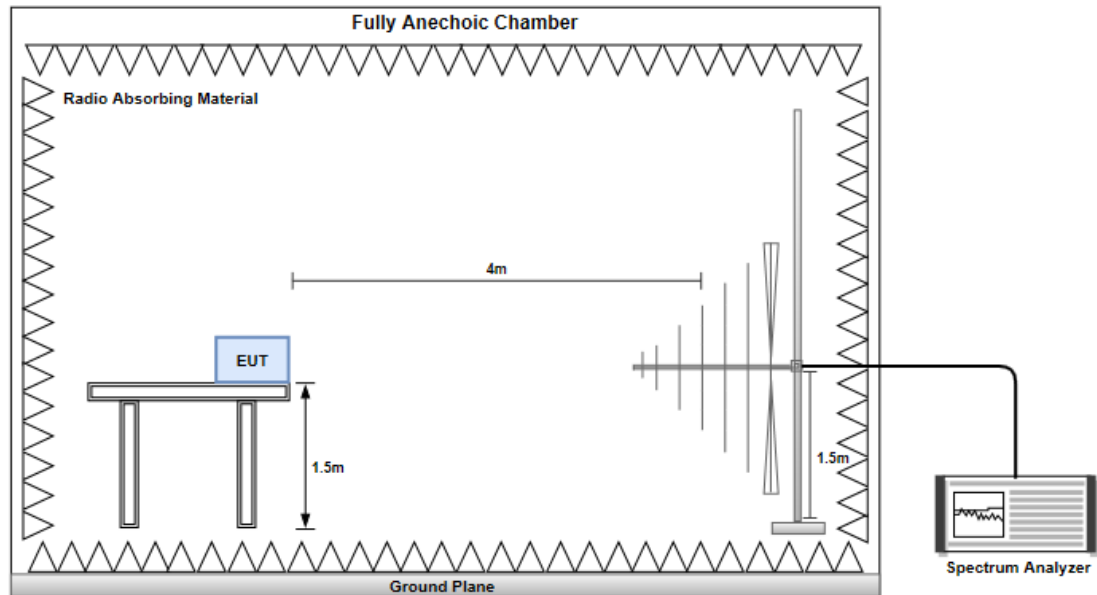 Fully Anechoic Chamber
Radio Absorbing Material
4m
EUT
1.5m
1.5m
Spectrum Analyzer
Ground Plane